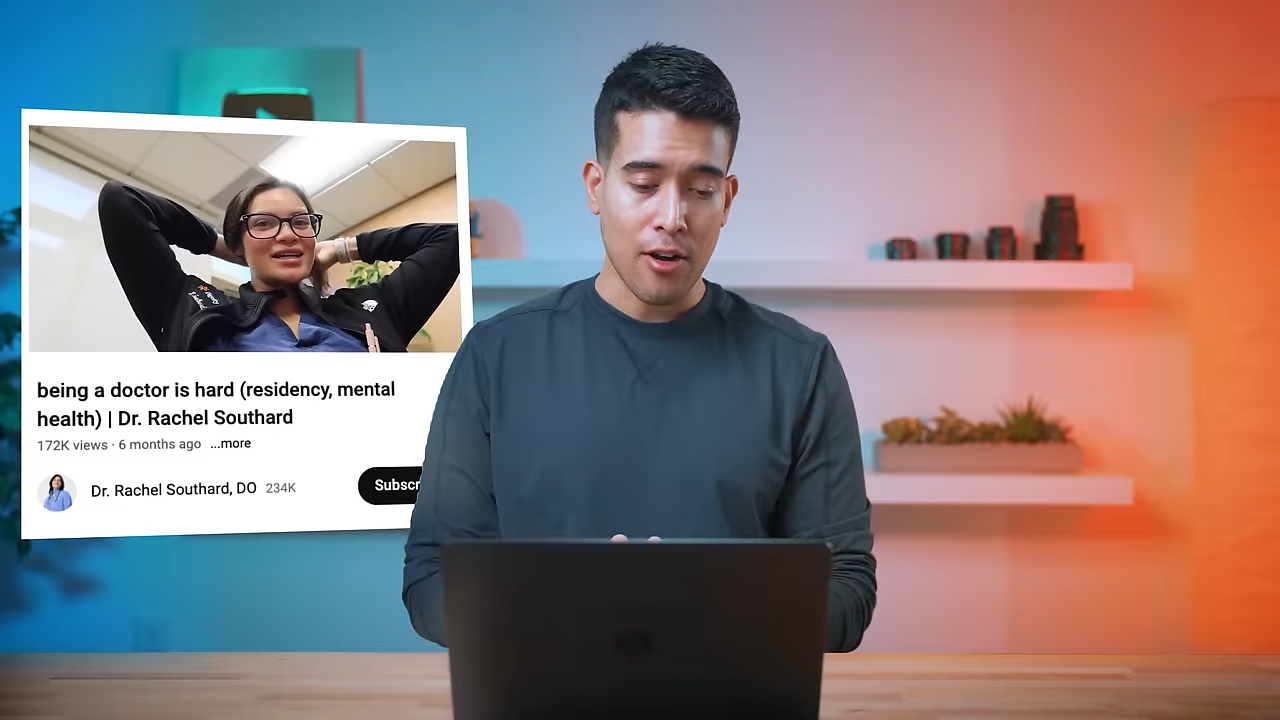 being a doctor is hard (residency, mental
health) | Dr. Rachel Southard
172K views · 6 months ago ...more
Dr. Rachel Southard, DO 234K
Subscr